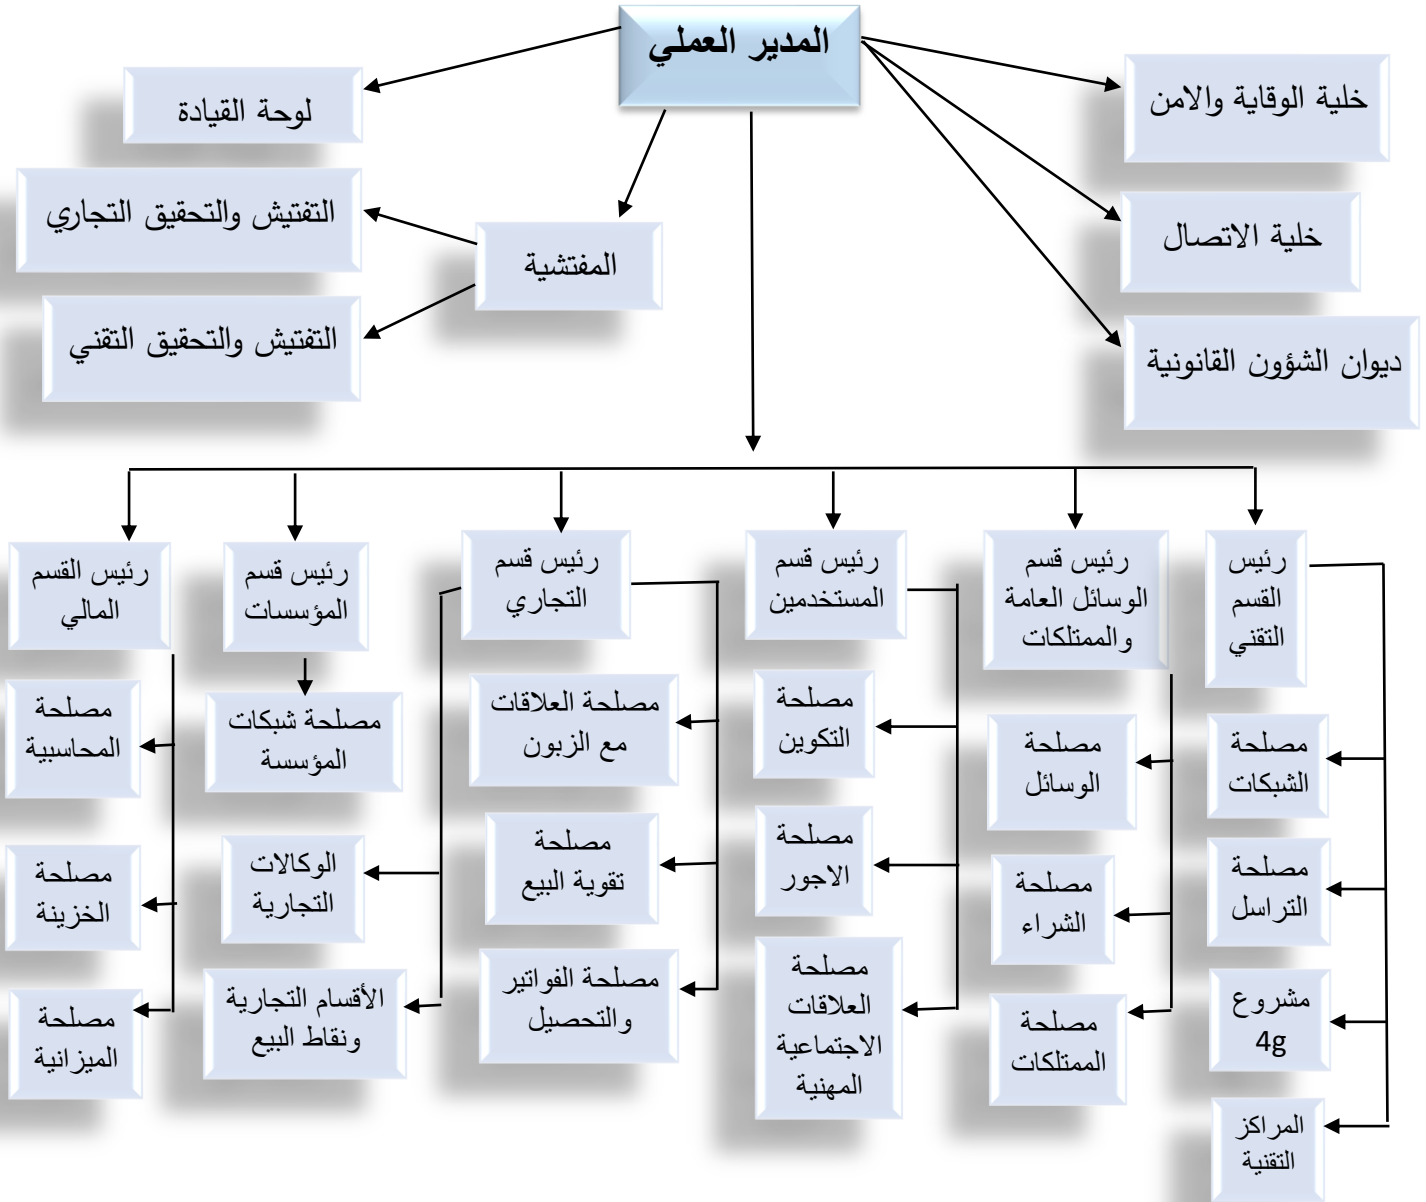 المدير العملي
خلية الوقاية والامن
لوحة القيادة
خلية الاتصال
التفتيش والتحقيق التجاري
المفتشية
ديوان الشؤون القانونية
التفتيش والتحقيق التقني
رئيس
القسم
التقني
رئيس قسم
الوسائل العامة
والممتلكات
رئيس قسم
المستخدمين
رئيس قسم
التجاري
رئيس قسم
المؤسسات
رئيس القسم
المالي
مصلحة
الشبكات
مصلحة
التراسل
مشروع
4g
المراكز
التقنية
مصلحة
الوسائل
مصلحة
الشراء
مصلحة
الممتلكات
مصلحة
التكوين
مصلحة
الاجور
مصلحة
العلاقات
الاجتماعية
المهنية
مصلحة العلاقات
مع الزبون
مصلحة
تقوية البيع
مصلحة الفواتير
والتحصيل
مصلحة شبكات
المؤسسة
الوكالات
التجارية
الأقسام التجارية
ونقاط البيع
مصلحة
المحاسبية
مصلحة
الخزينة
مصلحة
الميزانية